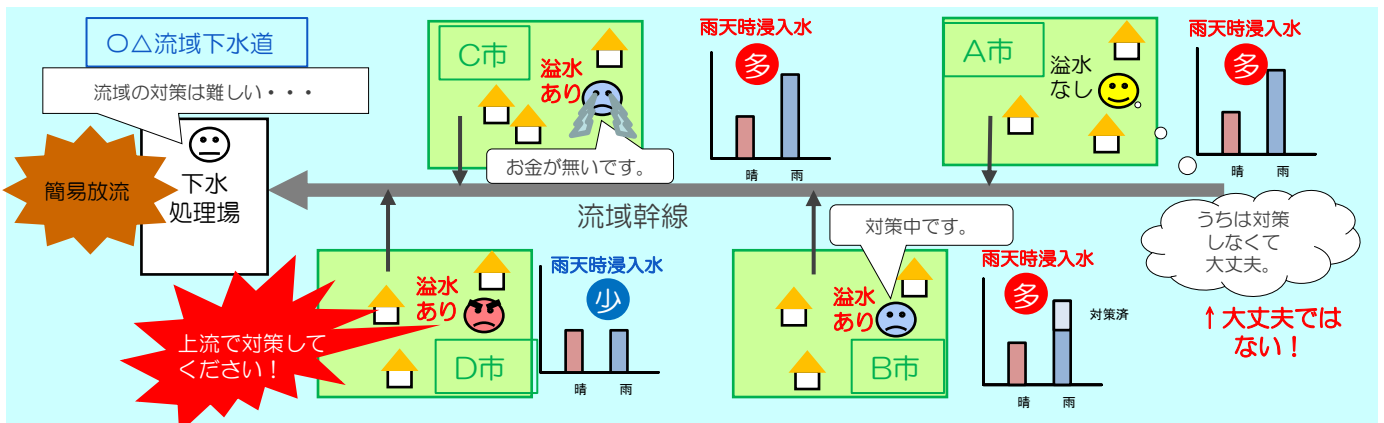 〇△流域下水道
流域の対策は難しい・・・
簡易放流
下水
処理場
C市
溢水
あり
お金が無いです。
雨天時浸入水
多
晴
雨
A市
溢水
なし
雨天時浸入水
多
晴
雨
うちは対策
しなくて
大丈夫。
↑大丈夫では
ない！
流域幹線
上流で対策して
ください！
溢水
あり
D市
雨天時浸入水
少
晴
雨
対策中です。
溢水
あり
B市
雨天時浸入水
多
対策済
晴
雨